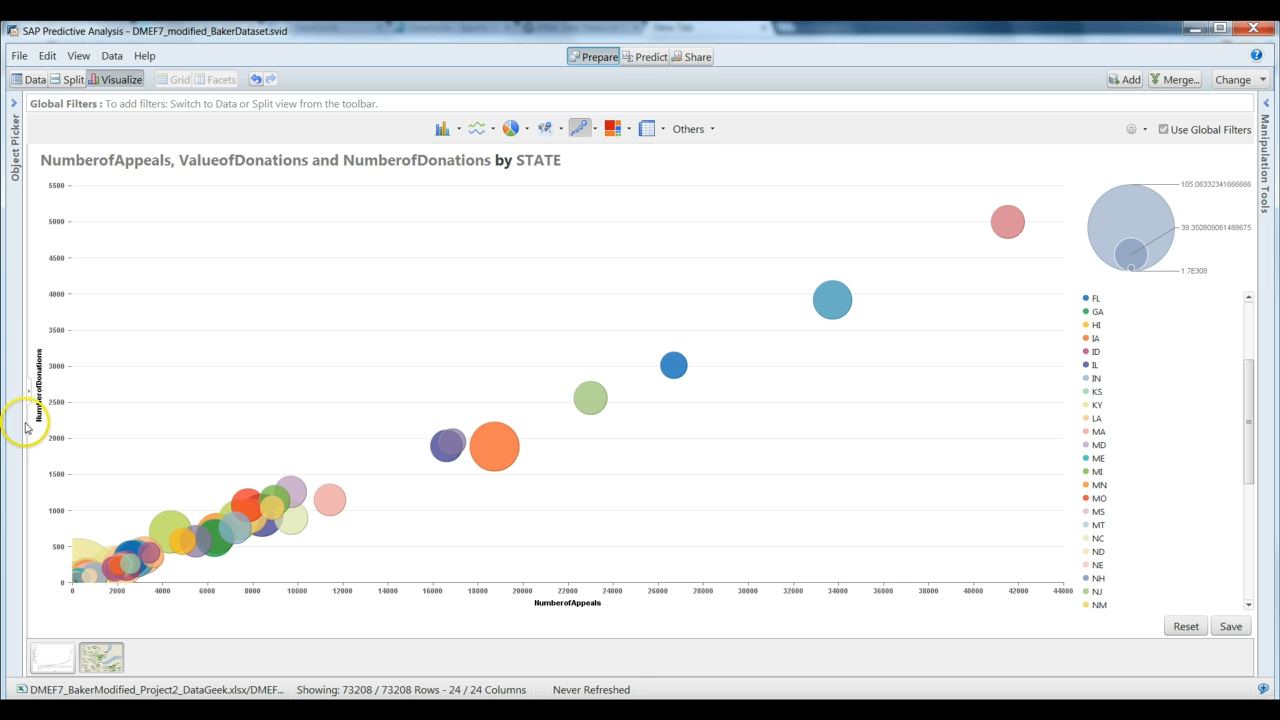 SAP Predictive Analysis - DMEF7_modified_BakerDataset.svid
File Edit View Data Help
Prepare Predict Share
Data Split Visualize Grid Facets
Add Merge... Change
Global Filters : To add filters: Switch to Data or Split view from the toolbar.
Object Picker
Manipulation Tools
Others
Use Global Filters
NumberofAppeals, ValueofDonations and NumberofDonations by STATE
5500
5000
4500
4000
3500
3000
2500
2000
1500
1000
500
0
NumberofDonations
0 2000 4000 6000 8000 10000 12000 14000 16000 18000 20000 22000 24000 26000 28000 30000 32000 34000 36000 38000 40000 42000 44000
NumberofAppeals
105.06332341666666
39.350809061488675
1.7E308
FL
GA
HI
IA
ID
IL
IN
KS
KY
LA
MA
MD
ME
MI
MN
MO
MS
MT
NC
ND
NE
NH
NJ
NM
Reset Save
DMEF7_BakerModified_Project2_DataGeek.xlsx/DMEF... Showing: 73208 / 73208 Rows - 24 / 24 Columns Never Refreshed